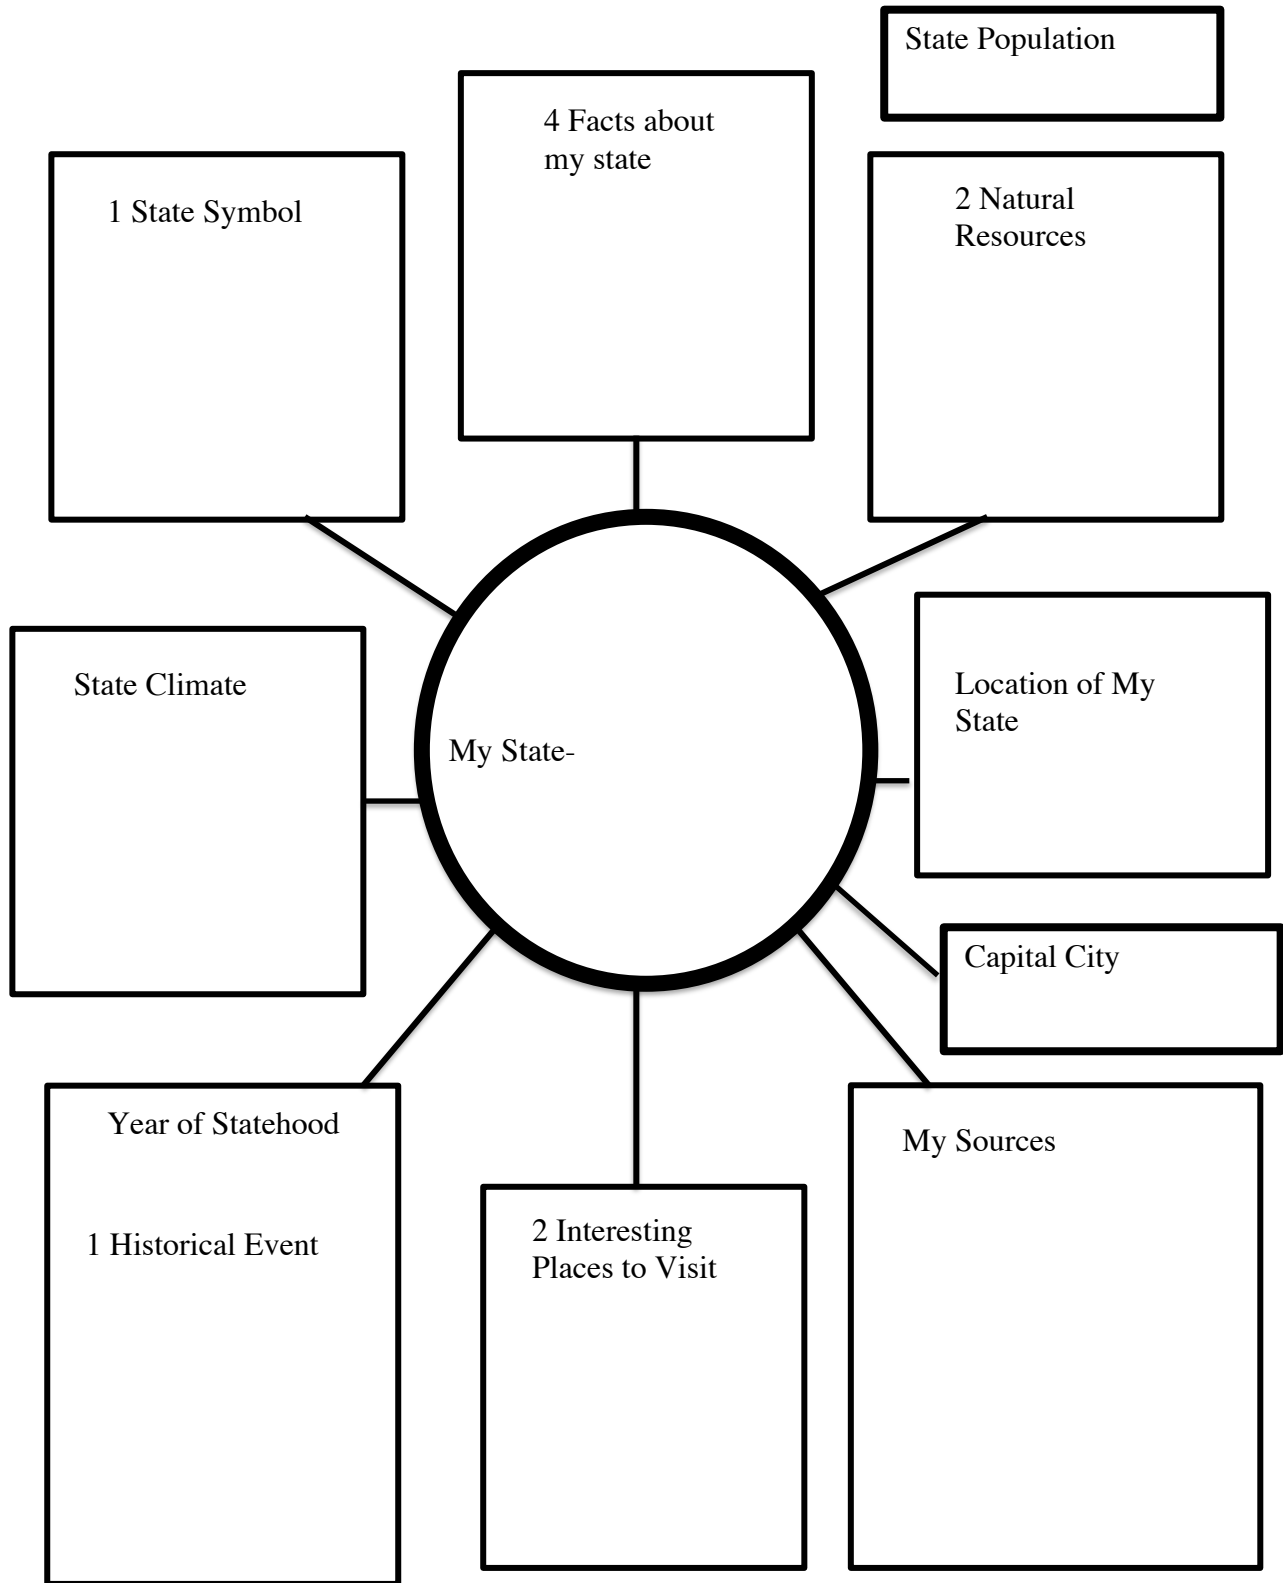 State Population
4 Facts about
my state
1 State Symbol
2 Natural
Resources
State Climate
My State-
Location of My
State
Capital City
Year of Statehood
1 Historical Event
My Sources
2 Interesting
Places to Visit